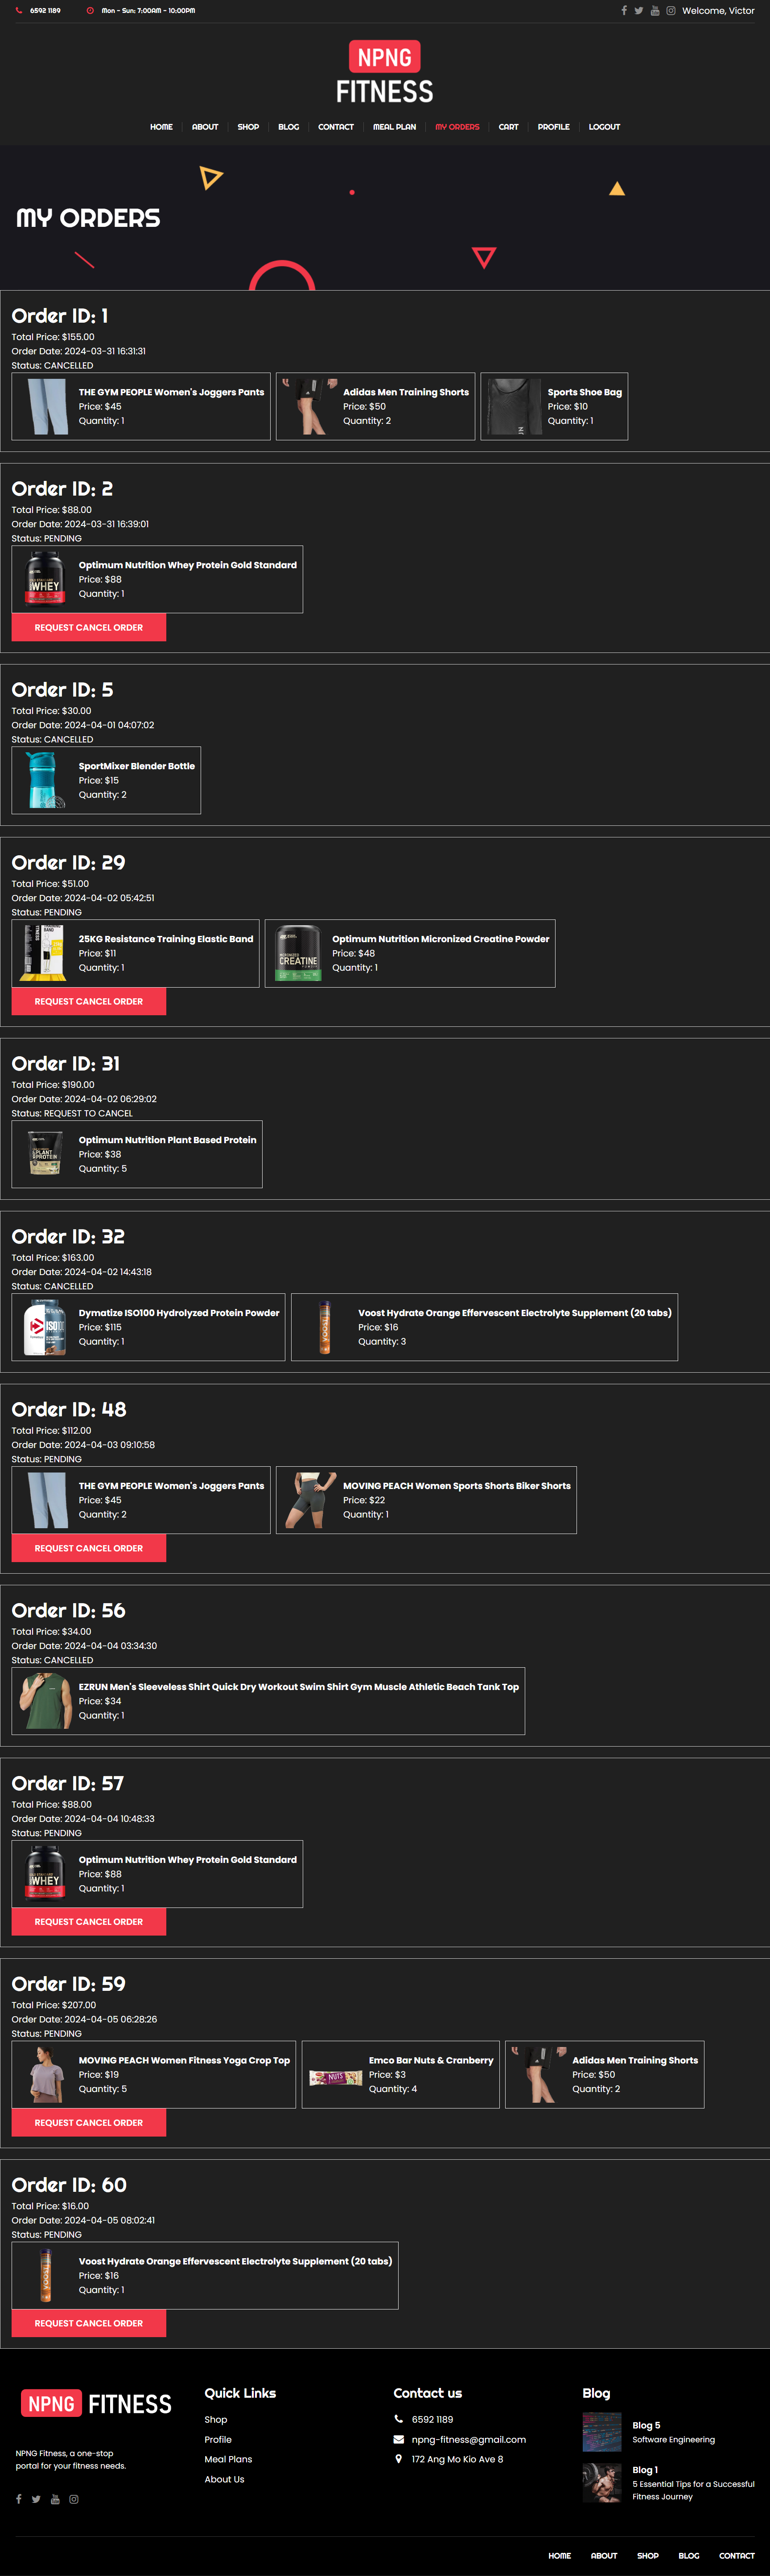 6592 1189
Mon - Sun: 7:00AM - 10:00PM
Welcome, Victor
NPNG
FITNESS
HOME
ABOUT
SHOP
BLOG
CONTACT
MEAL PLAN
MY ORDERS
CART
PROFILE
LOGOUT
MY ORDERS
Order ID: 1
Total Price: $155.00
Order Date: 2024-03-31 16:31:31
Status: CANCELLED
THE GYM PEOPLE Women's Joggers Pants
Price: $45
Quantity: 1
Adidas Men Training Shorts
Price: $50
Quantity: 2
Sports Shoe Bag
Price: $10
Quantity: 1
Order ID: 2
Total Price: $88.00
Order Date: 2024-03-31 16:39:01
Status: PENDING
WHEY
Optimum Nutrition Whey Protein Gold Standard
Price: $88
Quantity: 1
REQUEST CANCEL ORDER
Order ID: 5
Total Price: $30.00
Order Date: 2024-04-01 04:07:02
Status: CANCELLED
SportMixer Blender Bottle
Price: $15
Quantity: 2
Order ID: 29
Total Price: $51.00
Order Date: 2024-04-02 05:42:51
Status: PENDING
25KG Resistance Training Elastic Band
Price: $11
Quantity: 1
CREATINE
Optimum Nutrition Micronized Creatine Powder
Price: $48
Quantity: 1
REQUEST CANCEL ORDER
Order ID: 31
Total Price: $190.00
Order Date: 2024-04-02 06:29:02
Status: REQUEST TO CANCEL
PLANT
PROTEIN
Optimum Nutrition Plant Based Protein
Price: $38
Quantity: 5
Order ID: 32
Total Price: $163.00
Order Date: 2024-04-02 14:43:18
Status: CANCELLED
Dymatize ISO100 Hydrolyzed Protein Powder
Price: $115
Quantity: 1
Voost Hydrate Orange Effervescent Electrolyte Supplement (20 tabs)
Price: $16
Quantity: 3
Order ID: 48
Total Price: $112.00
Order Date: 2024-04-03 09:10:58
Status: PENDING
THE GYM PEOPLE Women's Joggers Pants
Price: $45
Quantity: 2
MOVING PEACH Women Sports Shorts Biker Shorts
Price: $22
Quantity: 1
REQUEST CANCEL ORDER
Order ID: 56
Total Price: $34.00
Order Date: 2024-04-04 03:34:30
Status: CANCELLED
EZRUN Men's Sleeveless Shirt Quick Dry Workout Swim Shirt Gym Muscle Athletic Beach Tank Top
Price: $34
Quantity: 1
Order ID: 57
Total Price: $88.00
Order Date: 2024-04-04 10:48:33
Status: PENDING
WHEY
Optimum Nutrition Whey Protein Gold Standard
Price: $88
Quantity: 1
REQUEST CANCEL ORDER
Order ID: 59
Total Price: $207.00
Order Date: 2024-04-05 06:28:26
Status: PENDING
MOVING PEACH Women Fitness Yoga Crop Top
Price: $19
Quantity: 5
NUTS
Emco Bar Nuts & Cranberry
Price: $3
Quantity: 4
Adidas Men Training Shorts
Price: $50
Quantity: 2
REQUEST CANCEL ORDER
Order ID: 60
Total Price: $16.00
Order Date: 2024-04-05 08:02:41
Status: PENDING
Voost Hydrate Orange Effervescent Electrolyte Supplement (20 tabs)
Price: $16
Quantity: 1
REQUEST CANCEL ORDER
NPNG FITNESS
NPNG Fitness, a one-stop
portal for your fitness needs.
Quick Links
Shop
Profile
Meal Plans
About Us
Contact us
6592 1189
npng-fitness@gmail.com
172 Ang Mo Kio Ave 8
Blog
Blog 5
Software Engineering
Blog 1
5 Essential Tips for a Successful
Fitness Journey
HOME
ABOUT
SHOP
BLOG
CONTACT